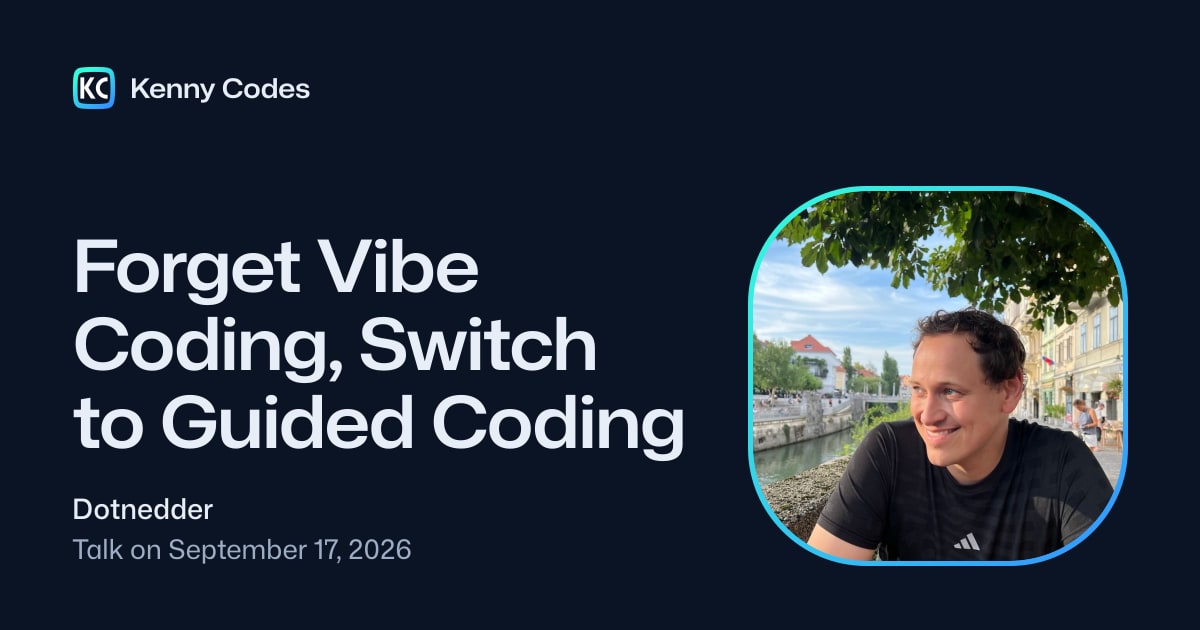 KC Kenny Codes
Forget Vibe
Coding, Switch
to Guided Coding
Dotnedder
Talk on September 17, 2026